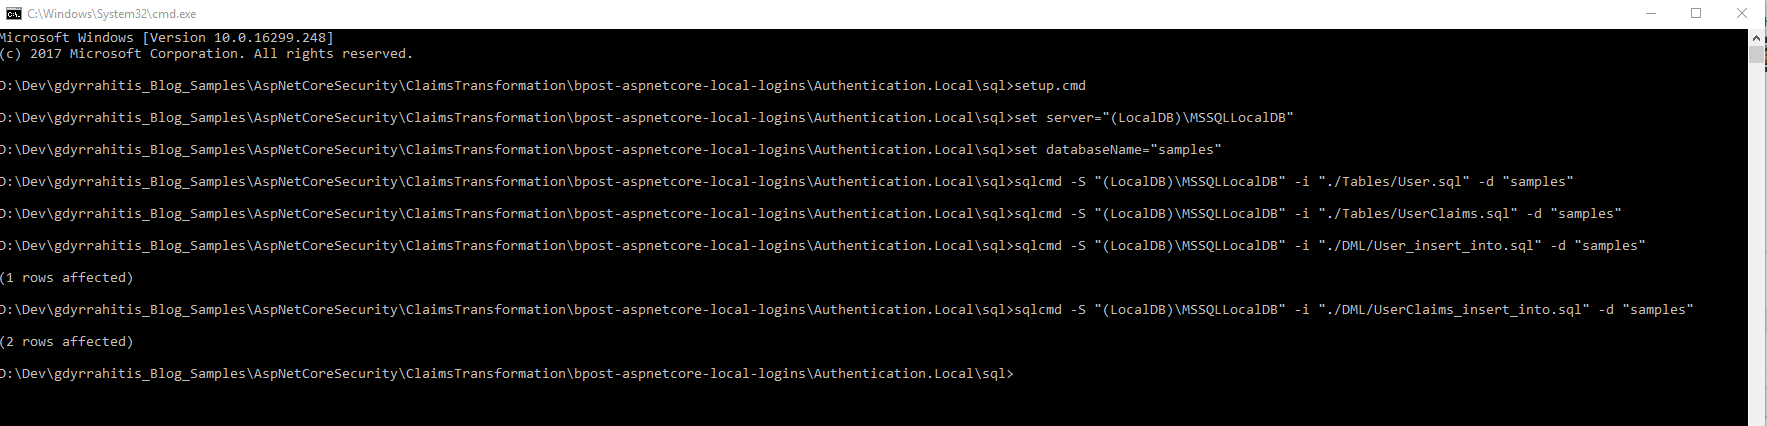 C:\Windows\System32\cmd.exe
Microsoft Windows [Version 10.0.16299.248]
(c) 2017 Microsoft Corporation. All rights reserved.
D:\Dev\gdyrrahitis_Blog_Samples\AspNetCoreSecurity\ClaimsTransformation\bpost-aspnetcore-local-logins\Authentication.Local\sql>setup.cmd
D:\Dev\gdyrrahitis_Blog_Samples\AspNetCoreSecurity\ClaimsTransformation\bpost-aspnetcore-local-logins\Authentication.Local\sql>set server="(LocalDB)\MSSQLLocalDB"
D:\Dev\gdyrrahitis_Blog_Samples\AspNetCoreSecurity\ClaimsTransformation\bpost-aspnetcore-local-logins\Authentication.Local\sql>set databaseName="samples"
D:\Dev\gdyrrahitis_Blog_Samples\AspNetCoreSecurity\ClaimsTransformation\bpost-aspnetcore-local-logins\Authentication.Local\sql>sqlcmd -S "(LocalDB)\MSSQLLocalDB" -i "./Tables/User.sql" -d "samples"
D:\Dev\gdyrrahitis_Blog_Samples\AspNetCoreSecurity\ClaimsTransformation\bpost-aspnetcore-local-logins\Authentication.Local\sql>sqlcmd -S "(LocalDB)\MSSQLLocalDB" -i "./Tables/UserClaims.sql" -d "samples"
D:\Dev\gdyrrahitis_Blog_Samples\AspNetCoreSecurity\ClaimsTransformation\bpost-aspnetcore-local-logins\Authentication.Local\sql>sqlcmd -S "(LocalDB)\MSSQLLocalDB" -i "./DML/User_insert_into.sql" -d "samples"
(1 rows affected)
D:\Dev\gdyrrahitis_Blog_Samples\AspNetCoreSecurity\ClaimsTransformation\bpost-aspnetcore-local-logins\Authentication.Local\sql>sqlcmd -S "(LocalDB)\MSSQLLocalDB" -i "./DML/UserClaims_insert_into.sql" -d "samples"
(2 rows affected)
D:\Dev\gdyrrahitis_Blog_Samples\AspNetCoreSecurity\ClaimsTransformation\bpost-aspnetcore-local-logins\Authentication.Local\sql>